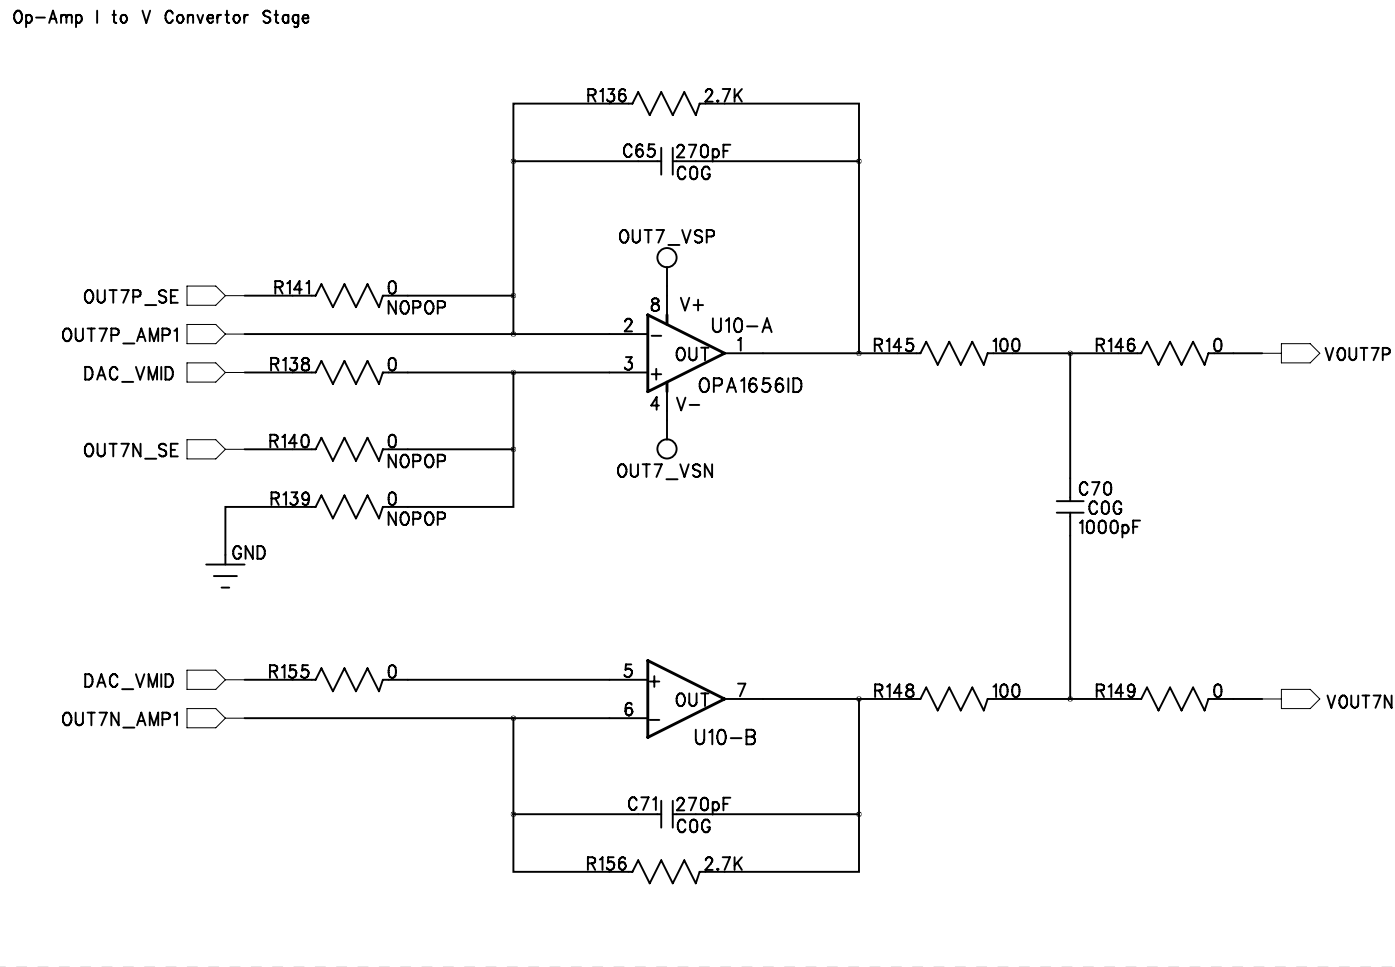 Op-Amp I to V Convertor Stage
R136 2.7K
C65 270pF
COG
OUT7_VSP
OUT7P_SE R141 0
NOPOP
8 V+
OUT7P_AMP1 2 - U10-A
OUT 1 R145 100 R146 0 VOUT7P
DAC_VMID R138 0 3 +
OPA1656ID
4 V-
OUT7N_SE R140 0
NOPOP
OUT7_VSN
R139 0
NOPOP
C70
COG
1000pF
GND
DAC_VMID R155 0 5 +
OUT 7 R148 100 R149 0 VOUT7N
OUT7N_AMP1 6 -
U10-B
C71 270pF
COG
R156 2.7K